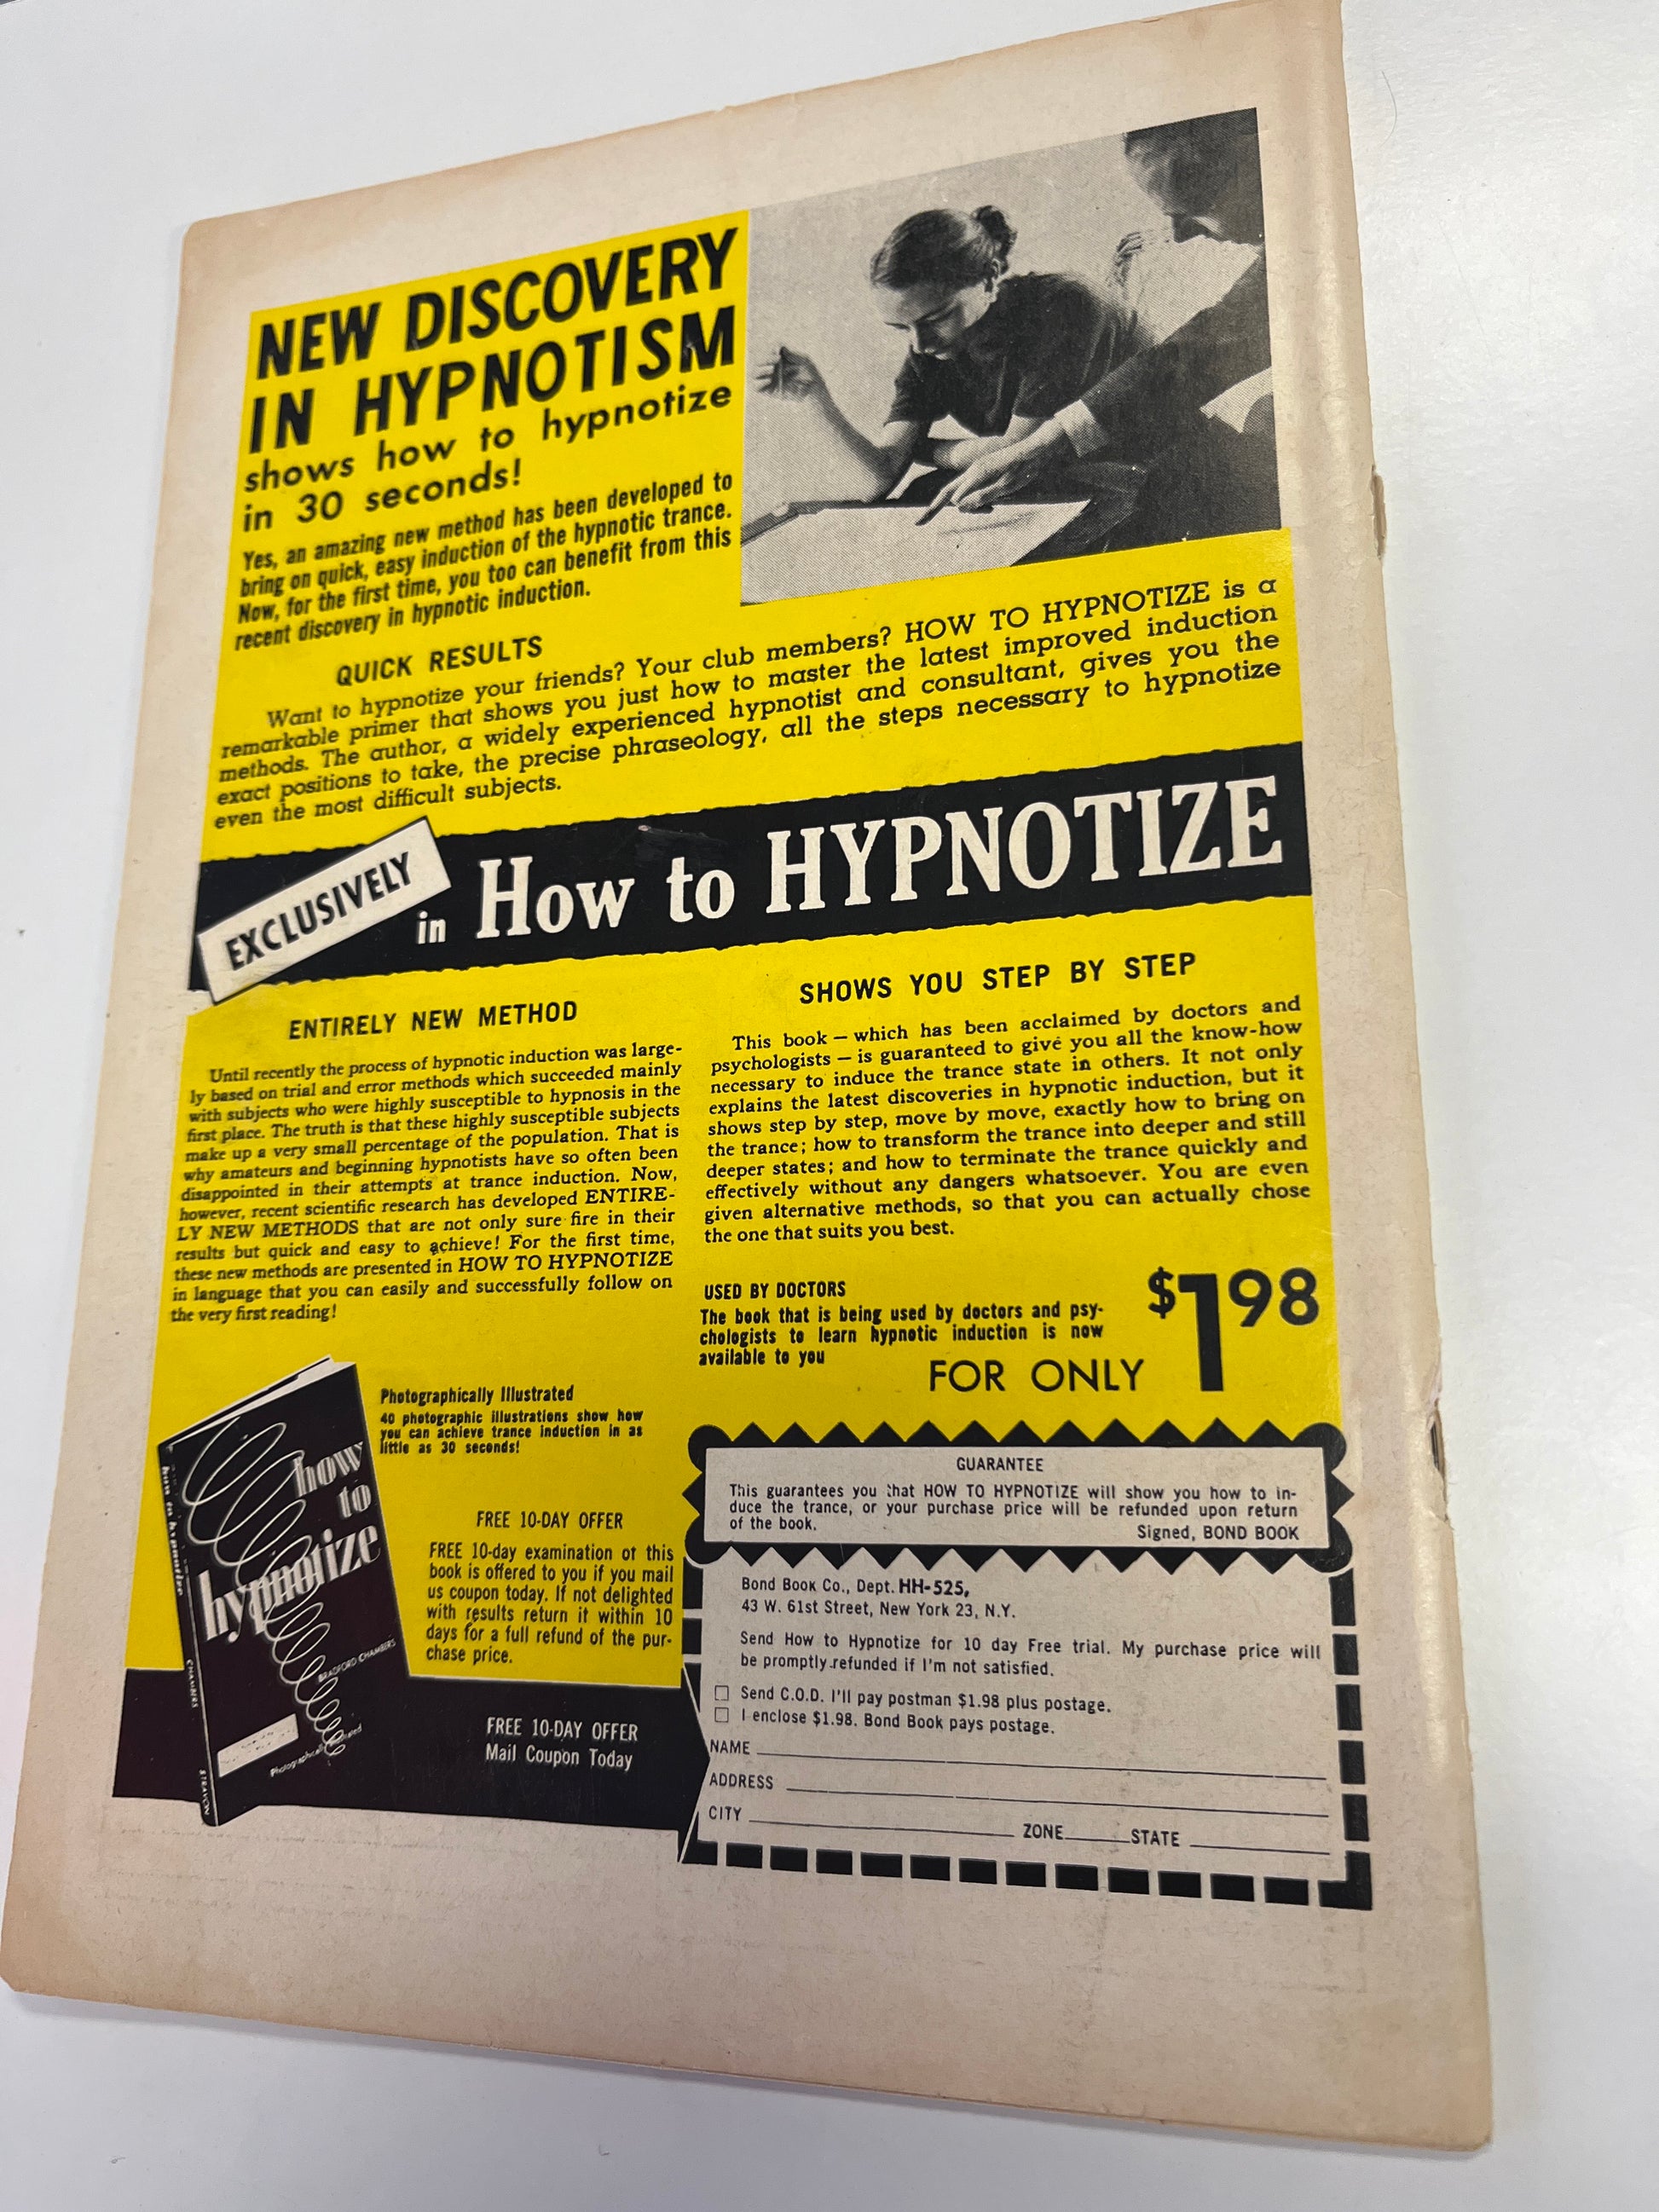 NEW DISCOVERY
IN HYPNOTISM
shows how to hypnotize
in 30 seconds!
Yes, an amazing new method has been developed to
bring on quick, easy induction of the hypnotic trance.
Now, for the first time, you too can benefit from this
recent discovery in hypnotic induction.
QUICK RESULTS
Want to hypnotize your friends? Your club members? HOW TO HYPNOTIZE is a
remarkable primer that shows you just how to master the latest improved induction
methods. The author, a widely experienced hypnotist and consultant, gives you the
exact positions to take, the precise phraseology, all the steps necessary to hypnotize
even the most difficult subjects.
EXCLUSIVELY
in How to HYPNOTIZE
ENTIRELY NEW METHOD
Until recently the process of hypnotic induction was large-
ly based on trial and error methods which succeeded mainly
with subjects who were highly susceptible to hypnosis in the
first place. The truth is that these highly susceptible subjects
make up a very small percentage of the population. That is
why amateurs and beginning hypnotists have so often been
disappointed in their attempts at trance induction. Now,
however, recent scientific research has developed ENTIRE-
LY NEW METHODS that are not only sure fire in their
results but quick and easy to achieve! For the first time,
these new methods are presented in HOW TO HYPNOTIZE
in language that you can easily and successfully follow on
the very first reading!
SHOWS YOU STEP BY STEP
This book — which has been acclaimed by doctors and
psychologists — is guaranteed to give you all the know-how
necessary to induce the trance state in others. It not only
explains the latest discoveries in hypnotic induction, but it
shows step by step, move by move, exactly how to bring on
the trance; how to transform the trance into deeper and still
deeper states; and how to terminate the trance quickly and
effectively without any dangers whatsoever. You are even
given alternative methods, so that you can actually chose
the one that suits you best.
USED BY DOCTORS
The book that is being used by doctors and psy-
chologists to learn hypnotic induction is now
available to you
FOR ONLY
$1 98
Photographically Illustrated
40 photographic illustrations show how
you can achieve trance induction in as
little as 30 seconds!
how
to
hypnotize
BRADFORD CHAMBERS
Photographically Illustrated
how to hypnotize
CHAMBERS
STRAVON
FREE 10-DAY OFFER
FREE 10-day examination of this
book is offered to you if you mail
us coupon today. If not delighted
with results return it within 10
days for a full refund of the pur-
chase price.
FREE 10-DAY OFFER
Mail Coupon Today
GUARANTEE
This guarantees you that HOW TO HYPNOTIZE will show you how to in-
duce the trance, or your purchase price will be refunded upon return
of the book.
Signed, BOND BOOK
Bond Book Co., Dept. HH-525,
43 W. 61st Street, New York 23, N.Y.
Send How to Hypnotize for 10 day Free trial. My purchase price will
be promptly refunded if I'm not satisfied.
Send C.O.D. I'll pay postman $1.98 plus postage.
I enclose $1.98. Bond Book pays postage.
NAME
ADDRESS
CITY ZONE STATE